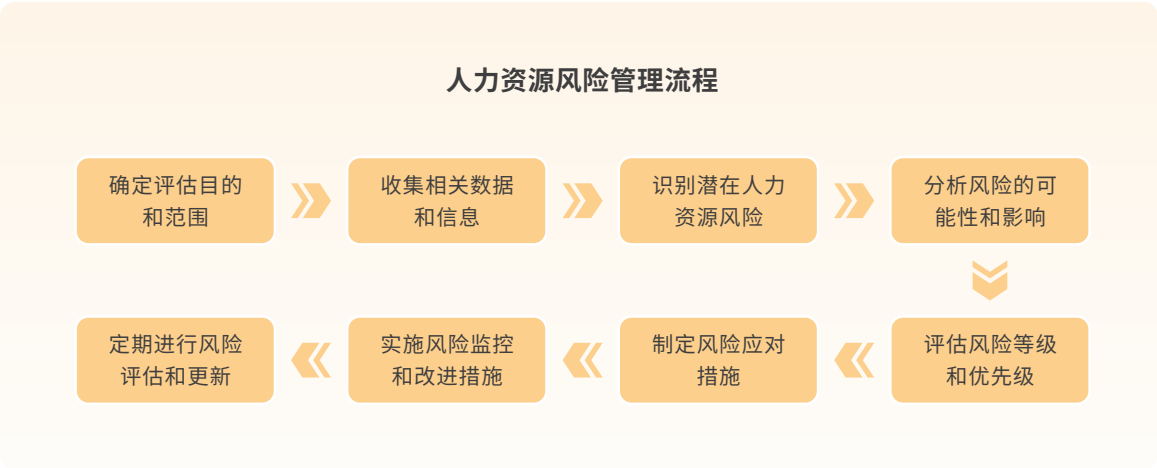 人力资源风险管理流程
确定评估目的
和范围
收集相关数据
和信息
识别潜在人力
资源风险
分析风险的可
能性和影响
评估风险等级
和优先级
制定风险应对
措施
实施风险监控
和改进措施
定期进行风险
评估和更新